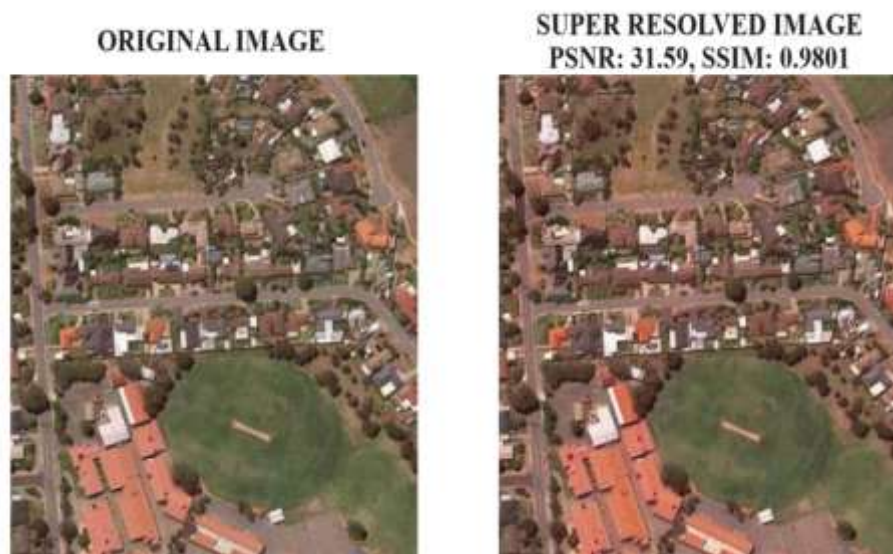 ORIGINAL IMAGE
SUPER RESOLVED IMAGE
PSNR: 31.59, SSIM: 0.9801